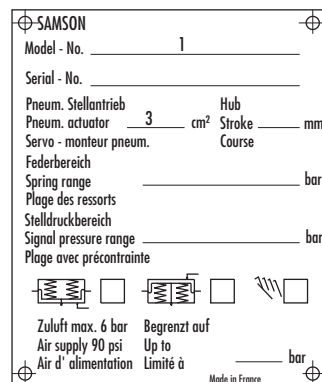 SAMSON
Model - No. 1
Serial - No.
Pneum. Stellantrieb Hub
Pneum. actuator 3 cm² Stroke mm
Servo - monteur pneum. Course
Federbereich
Spring range bar
Plage des ressorts
Stelldruckbereich
Signal pressure range bar
Plage avec précontrainte
Zuluft max. 6 bar Begrenzt auf
Air supply 90 psi Up to
Air d' alimentation Limité à bar
Made in France